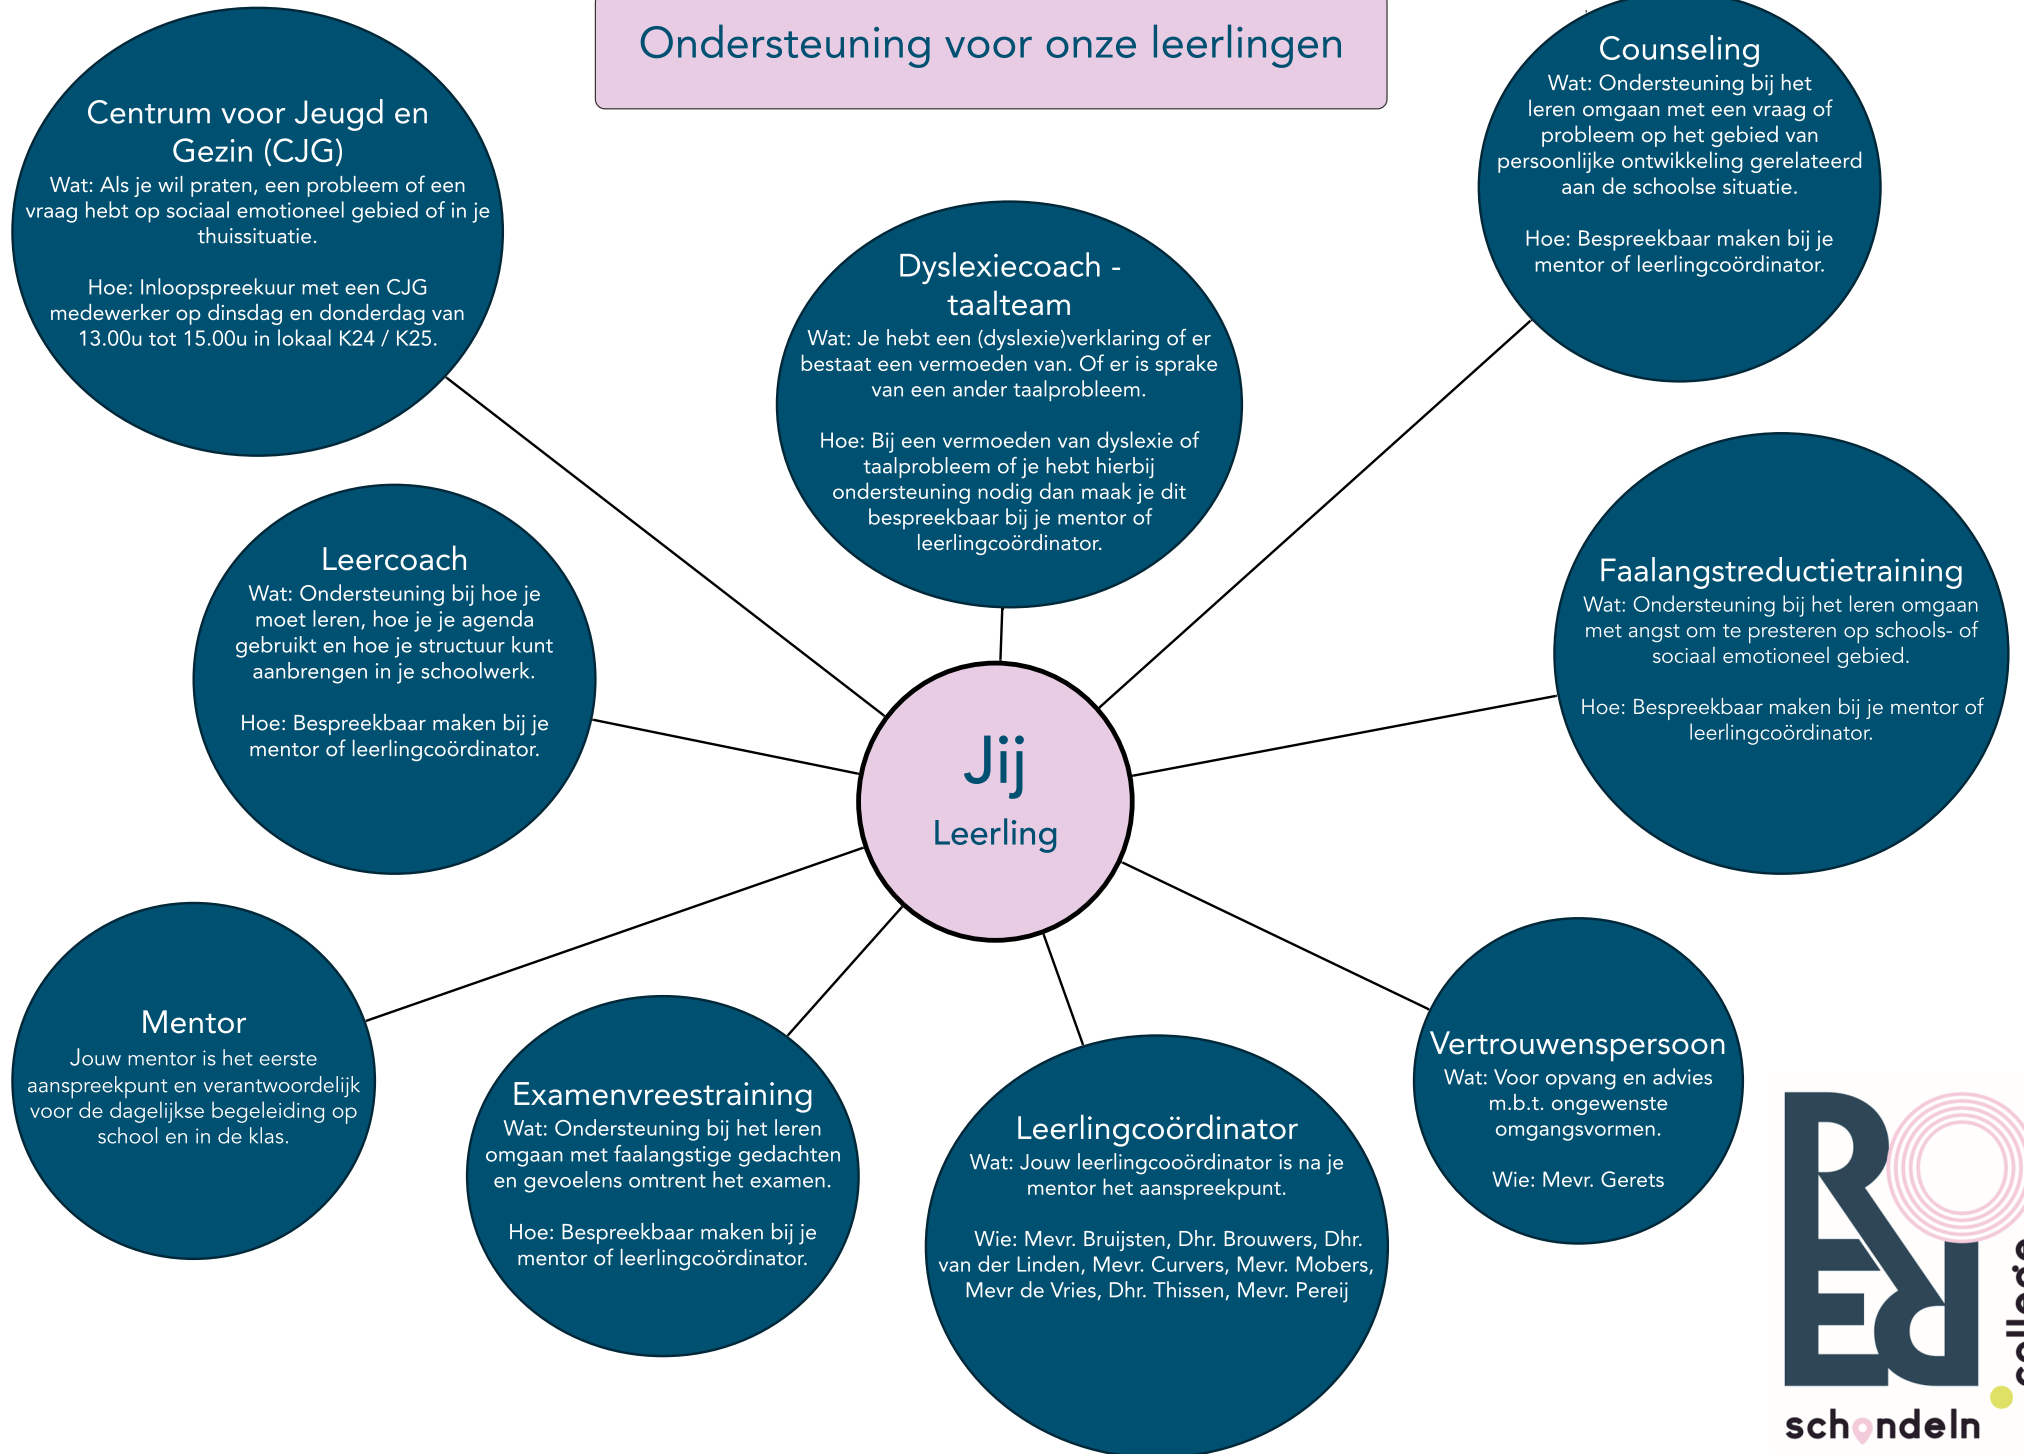 Ondersteuning voor onze leerlingen
Centrum voor Jeugd en
Gezin (CJG)
Wat: Als je wil praten, een probleem of een
vraag hebt op sociaal emotioneel gebied of in je
thuissituatie.
Hoe: Inloopspreekuur met een CJG
medewerker op dinsdag en donderdag van
13.00u tot 15.00u in lokaal K24 / K25.
Dyslexiecoach -
taalteam
Wat: Je hebt een (dyslexie)verklaring of er
bestaat een vermoeden van. Of er is sprake
van een ander taalprobleem.
Hoe: Bij een vermoeden van dyslexie of
taalprobleem of je hebt hierbij
ondersteuning nodig dan maak je dit
bespreekbaar bij je mentor of
leerlingcoördinator.
Counseling
Wat: Ondersteuning bij het
leren omgaan met een vraag of
probleem op het gebied van
persoonlijke ontwikkeling gerelateerd
aan de schoolse situatie.
Hoe: Bespreekbaar maken bij je
mentor of leerlingcoördinator.
Leercoach
Wat: Ondersteuning bij hoe je
moet leren, hoe je je agenda
gebruikt en hoe je structuur kunt
aanbrengen in je schoolwerk.
Hoe: Bespreekbaar maken bij je
mentor of leerlingcoördinator.
Faalangstreductietraining
Wat: Ondersteuning bij het leren omgaan
met angst om te presteren op schools- of
sociaal emotioneel gebied.
Hoe: Bespreekbaar maken bij je mentor of
leerlingcoördinator.
Jij
Leerling
Mentor
Jouw mentor is het eerste
aanspreekpunt en verantwoordelijk
voor de dagelijkse begeleiding op
school en in de klas.
Examenvreestraining
Wat: Ondersteuning bij het leren
omgaan met faalangstige gedachten
en gevoelens omtrent het examen.
Hoe: Bespreekbaar maken bij je
mentor of leerlingcoördinator.
Leerlingcoördinator
Wat: Jouw leerlingcooördinator is na je
mentor het aanspreekpunt.
Wie: Mevr. Bruijsten, Dhr. Brouwers, Dhr.
van der Linden, Mevr. Curvers, Mevr. Mobers,
Mevr de Vries, Dhr. Thissen, Mevr. Pereij
Vertrouwenspersoon
Wat: Voor opvang en advies
m.b.t. ongewenste
omgangsvormen.
Wie: Mevr. Gerets
ROER
college
schöndeln